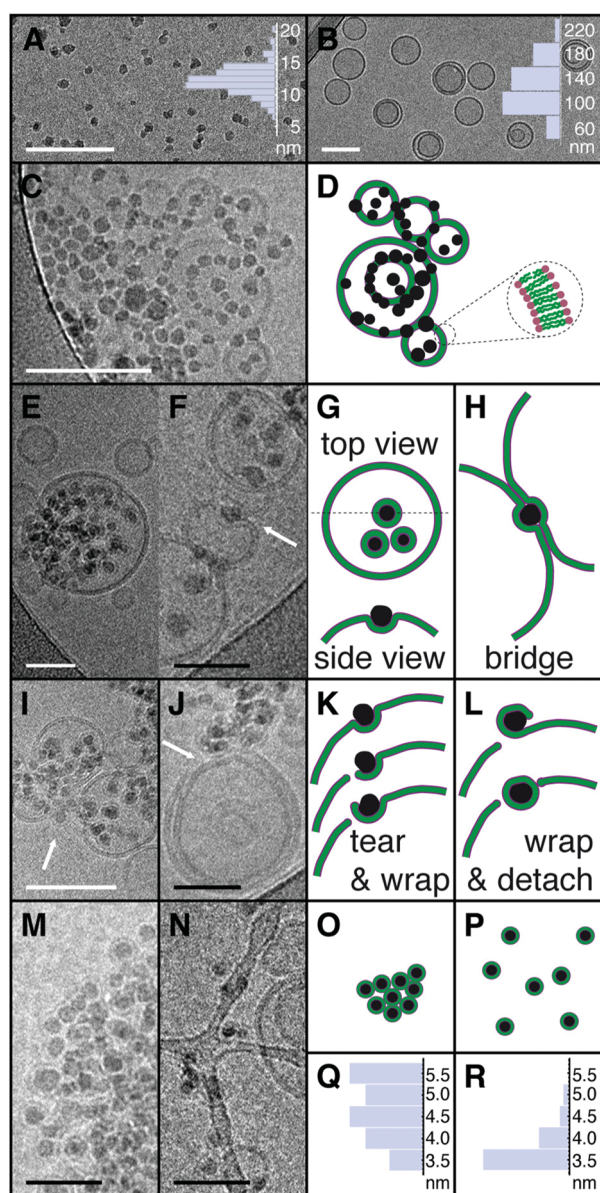 A
20
15
10
5
nm
B
220
180
140
100
60
nm
C
D
E
F
G
top view
side view
H
bridge
I
J
K
tear
& wrap
L
wrap
& detach
M
N
O
P
Q
5.5
5.0
4.5
4.0
3.5
nm
R
5.5
5.0
4.5
4.0
3.5
nm